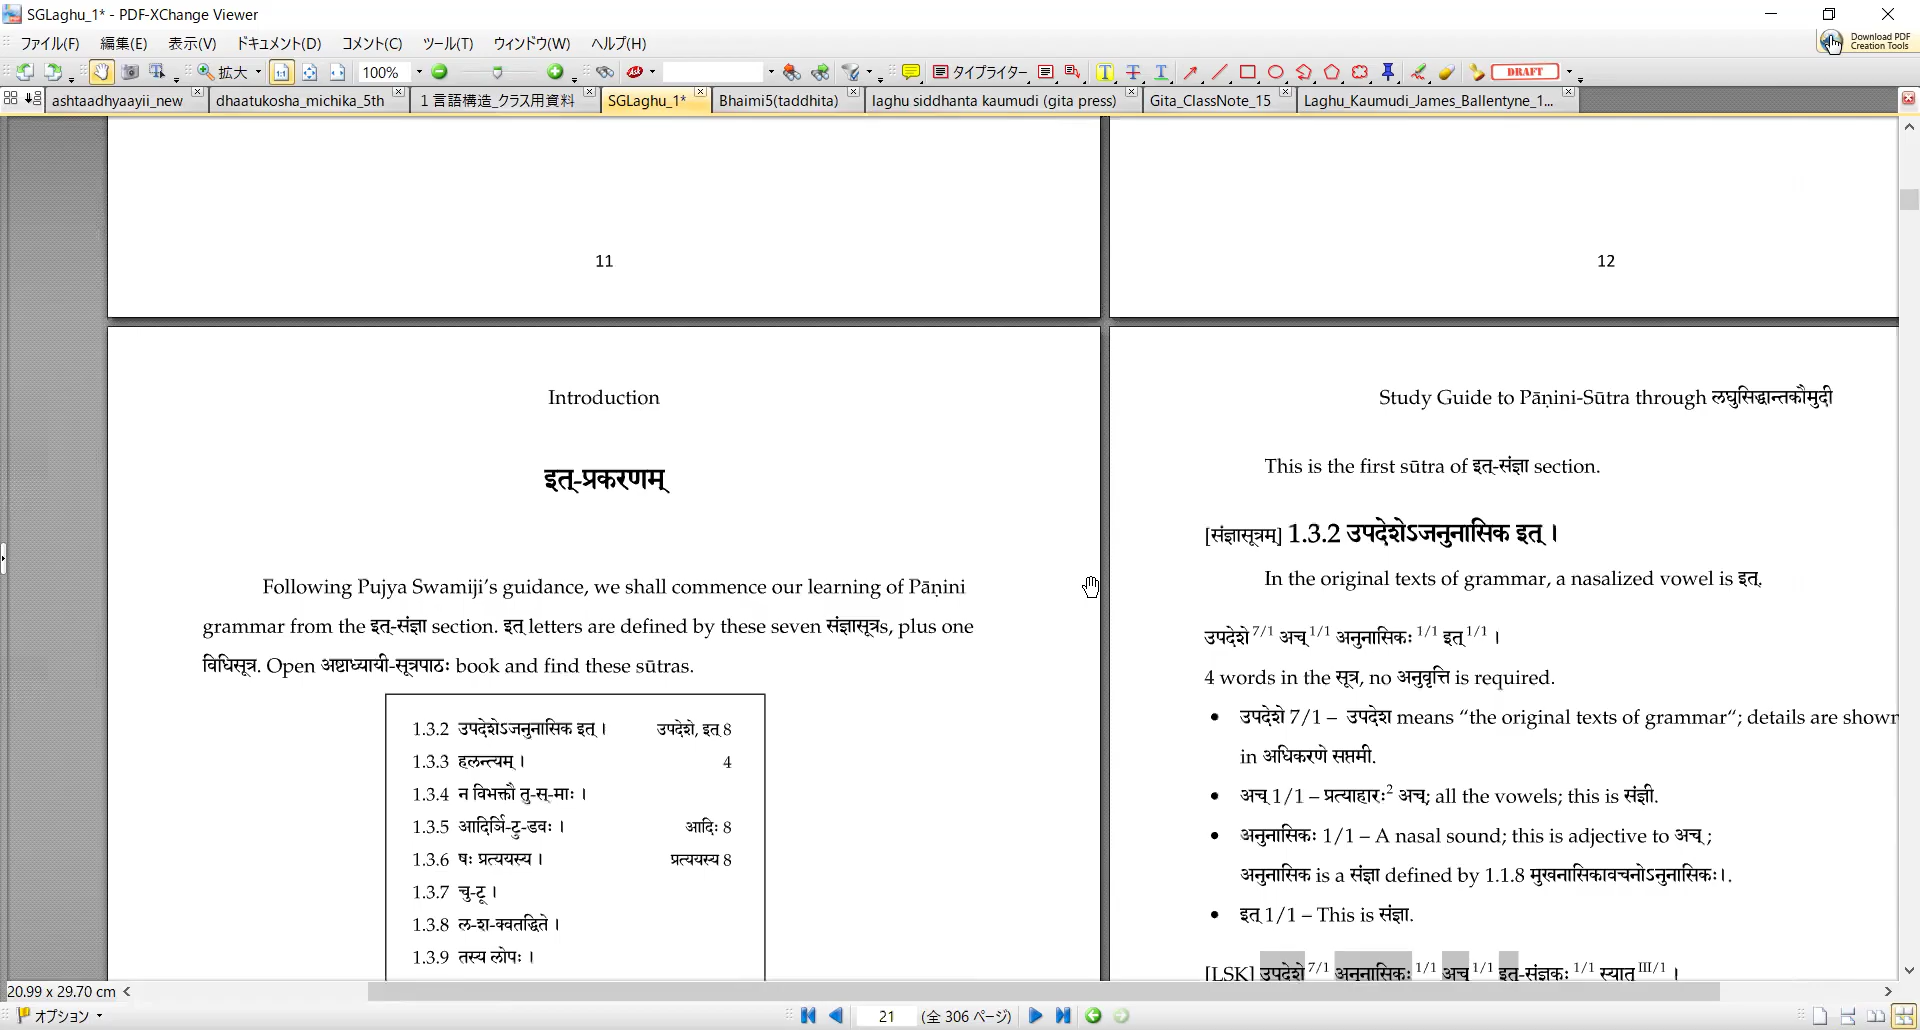 SGLaghu_1* - PDF-XChange Viewer
ファイル(F) 編集(E) 表示(V) ドキュメント(D) コメント(C) ツール(T) ウィンドウ(W) ヘルプ(H)
Download PDF
Creation Tools
拡大 100% タイプライター DRAFT
ashtaadhyaayii_new dhaatukosha_michika_5th 1 言語構造_クラス用資料 SGLaghu_1* Bhaimi5(taddhita) laghu siddhanta kaumudi (gita press) Gita_ClassNote_15 Laghu_Kaumudi_James_Ballentyne_1...
11
Introduction
इत्-प्रकरणम्
Following Pujya Swamiji’s guidance, we shall commence our learning of Pāṇini
grammar from the इत्-संज्ञा section. इत् letters are defined by these seven संज्ञासूत्रs, plus one
विधिसूत्र. Open अष्टाध्यायी-सूत्रपाठः book and find these sūtras.
1.3.2 उपदेशेऽजनुनासिक इत् । उपदेशे, इत् 8
1.3.3 हलन्त्यम् । 4
1.3.4 न विभक्तौ तु-स्-माः ।
1.3.5 आदिर्ञि-टु-डवः । आदिः 8
1.3.6 षः प्रत्ययस्य । प्रत्ययस्य 8
1.3.7 चु-टू ।
1.3.8 ल-श-क्वतद्धिते ।
1.3.9 तस्य लोपः ।
12
Study Guide to Pāṇini-Sūtra through लघुसिद्धान्तकौमुदी
This is the first sūtra of इत्-संज्ञा section.
[संज्ञासूत्रम्] 1.3.2 उपदेशेऽजनुनासिक इत् ।
In the original texts of grammar, a nasalized vowel is इत्.
उपदेशे 7/1 अच् 1/1 अनुनासिकः 1/1 इत् 1/1 ।
4 words in the सूत्र, no अनुवृत्ति is required.
• उपदेशे 7/1 – उपदेश means “the original texts of grammar“; details are shown
in अधिकरणे सप्तमी.
• अच् 1/1 – प्रत्याहारः2 अच्; all the vowels; this is संज्ञी.
• अनुनासिकः 1/1 – A nasal sound; this is adjective to अच् ;
अनुनासिक is a संज्ञा defined by 1.1.8 मुखनासिकावचनोऽनुनासिकः।.
• इत् 1/1 – This is संज्ञा.
[LSK] उपदेशे 7/1 अनुनासिकः 1/1 अच् 1/1 इत्-संज्ञकः 1/1 स्यात् III/1 ।
20.99 x 29.70 cm
オプション 21 (全 306 ページ)